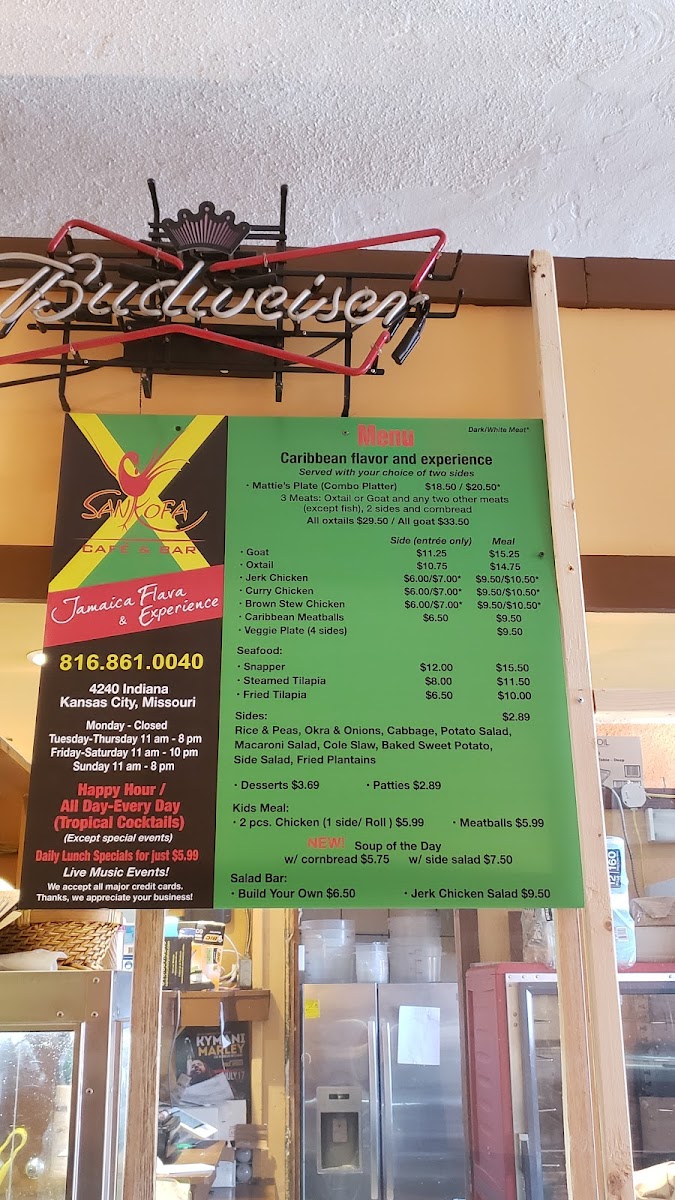 Budweiser
SANKOFA
CAFE & BAR
Jamaica Flava
& Experience
816.861.0040
4240 Indiana
Kansas City, Missouri
Monday - Closed
Tuesday-Thursday 11 am - 8 pm
Friday-Saturday 11 am - 10 pm
Sunday 11 am - 8 pm
Happy Hour /
All Day-Every Day
(Tropical Cocktails)
(Except special events)
Daily Lunch Specials for just $5.99
Live Music Events!
We accept all major credit cards.
Thanks, we appreciate your business!
Menu
Dark/White Meat*
Caribbean flavor and experience
Served with your choice of two sides
· Mattie's Plate (Combo Platter) $18.50 / $20.50*
3 Meats: Oxtail or Goat and any two other meats
(except fish), 2 sides and cornbread
All oxtails $29.50 / All goat $33.50
Side (entrée only) Meal
· Goat $11.25 $15.25
· Oxtail $10.75 $14.75
· Jerk Chicken $6.00/$7.00* $9.50/$10.50*
· Curry Chicken $6.00/$7.00* $9.50/$10.50*
· Brown Stew Chicken $6.00/$7.00* $9.50/$10.50*
· Caribbean Meatballs $6.50 $9.50
· Veggie Plate (4 sides) $9.50
Seafood:
· Snapper $12.00 $15.50
· Steamed Tilapia $8.00 $11.50
· Fried Tilapia $6.50 $10.00
Sides: $2.89
Rice & Peas, Okra & Onions, Cabbage, Potato Salad,
Macaroni Salad, Cole Slaw, Baked Sweet Potato,
Side Salad, Fried Plantains
· Desserts $3.69 · Patties $2.89
Kids Meal:
· 2 pcs. Chicken (1 side/ Roll ) $5.99 · Meatballs $5.99
NEW! Soup of the Day
w/ cornbread $5.75 w/ side salad $7.50
Salad Bar:
· Build Your Own $6.50 · Jerk Chicken Salad $9.50
KYMANI
MARLEY
JULY 17
160